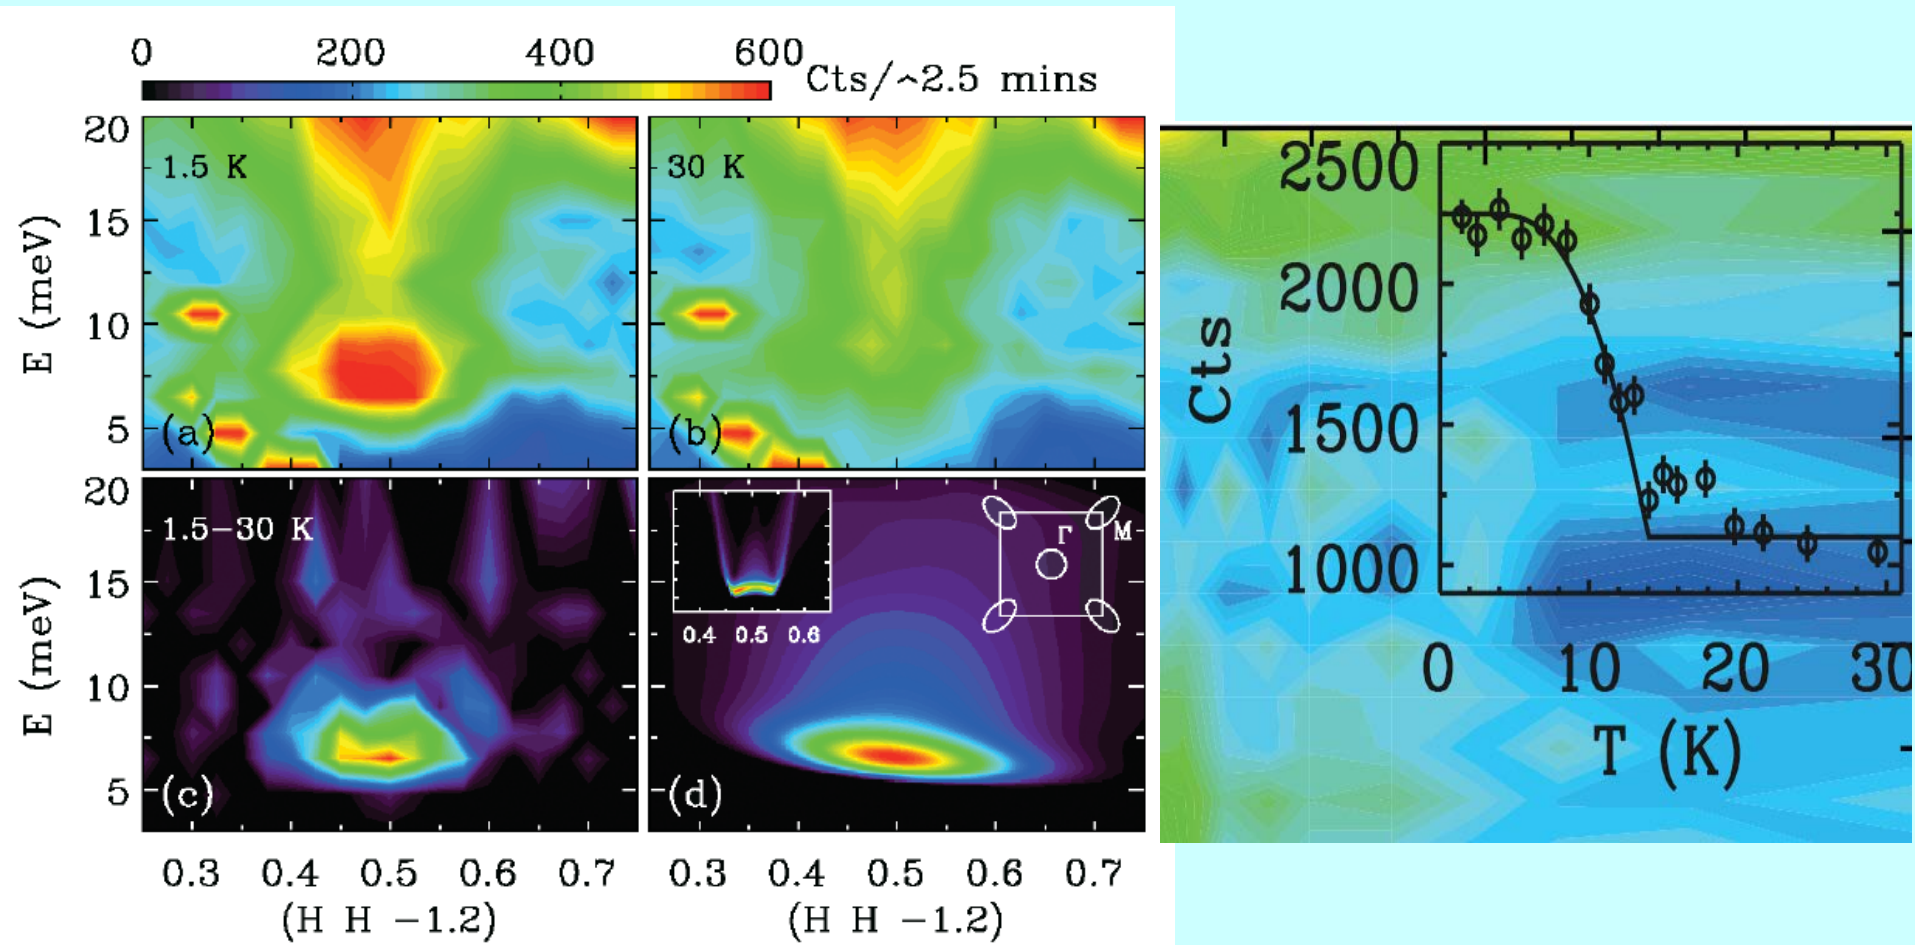 0 200 400 600
Cts/^2.5 mins
20
15
10
5
E (meV)
1.5 K
(a)
30 K
(b)
20
15
10
5
E (meV)
1.5−30 K
(c)
0.4 0.5 0.6
Γ
M
(d)
0.3 0.4 0.5 0.6 0.7
(H H −1.2)
0.3 0.4 0.5 0.6 0.7
(H H −1.2)
2500
2000
1500
1000
Cts
0 10 20 30
T (K)